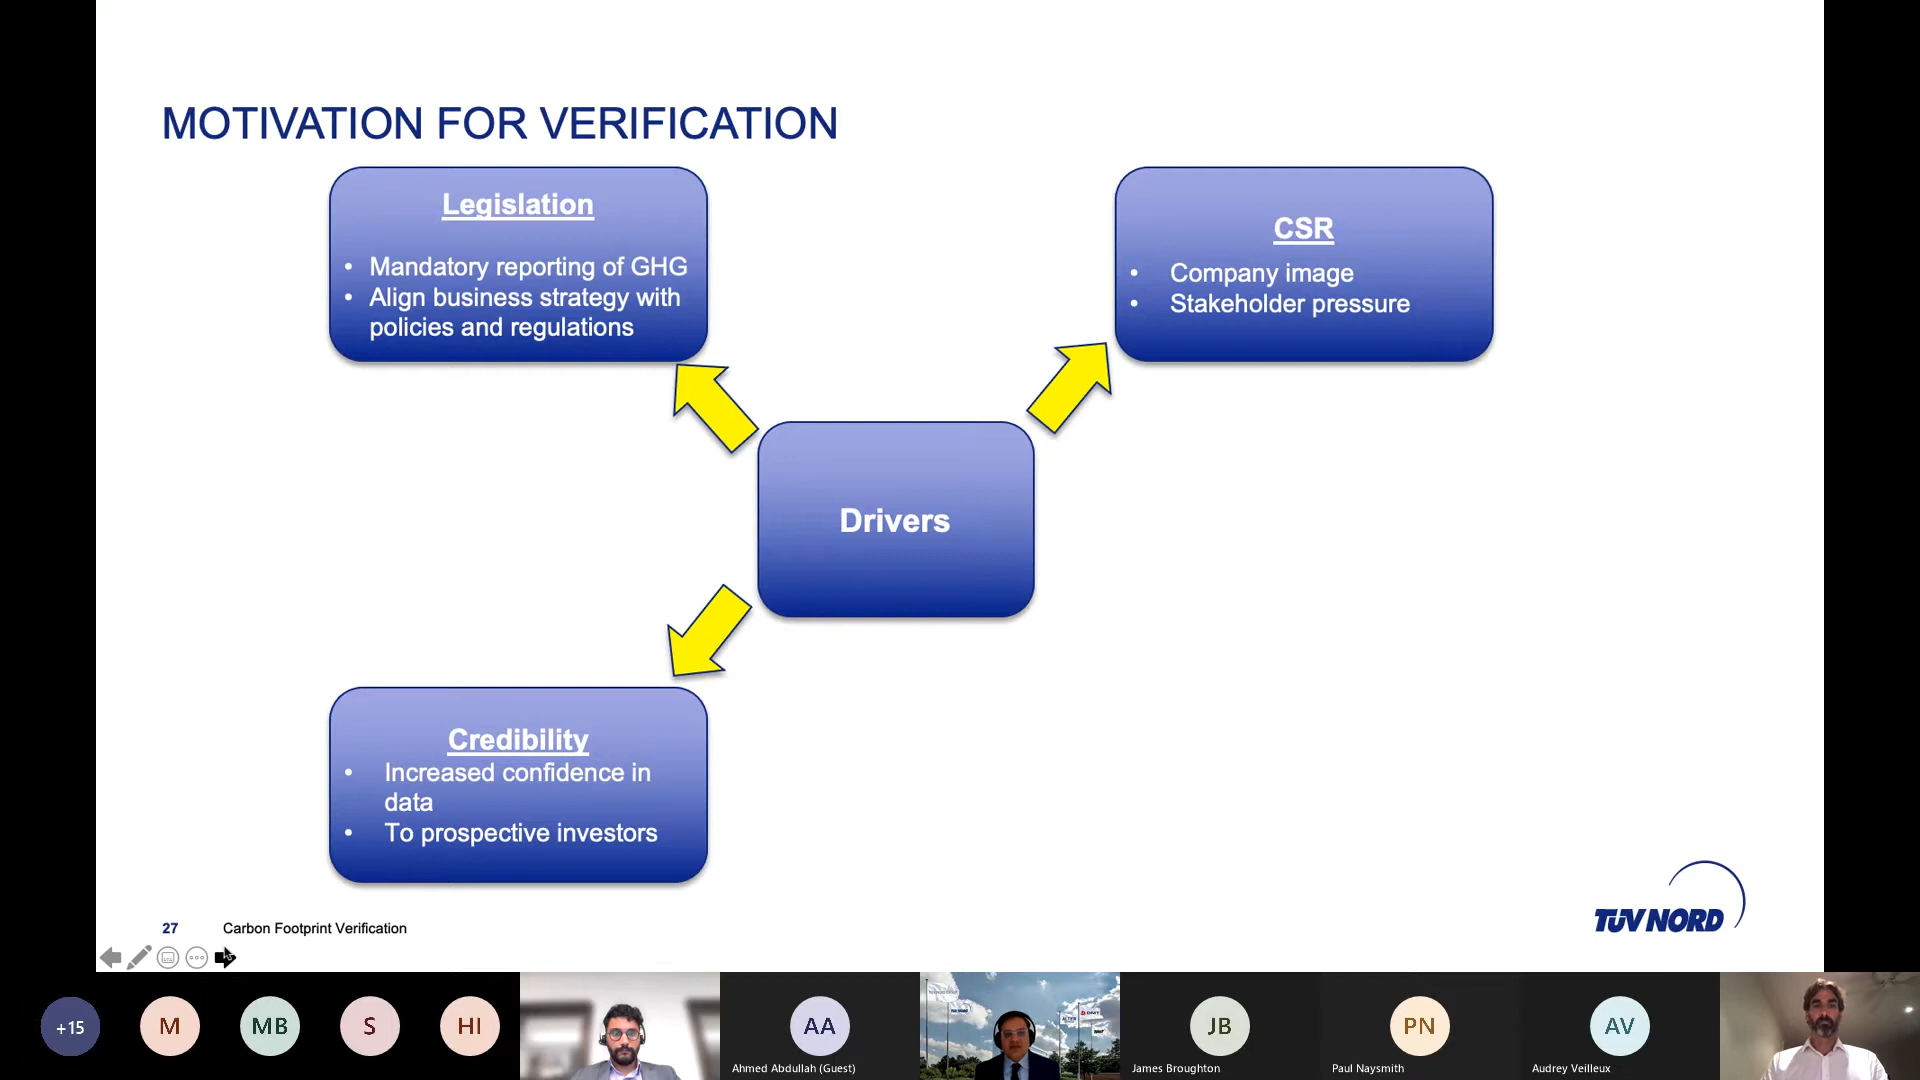 MOTIVATION FOR VERIFICATION
Legislation
• Mandatory reporting of GHG
• Align business strategy with
policies and regulations
CSR
• Company image
• Stakeholder pressure
Drivers
Credibility
• Increased confidence in
data
• To prospective investors
27 Carbon Footprint Verification
TÜV NORD
+15
M
MB
S
HI
AA
Ahmed Abdullah (Guest)
JB
James Broughton
PN
Paul Naysmith
AV
Audrey Veilleux